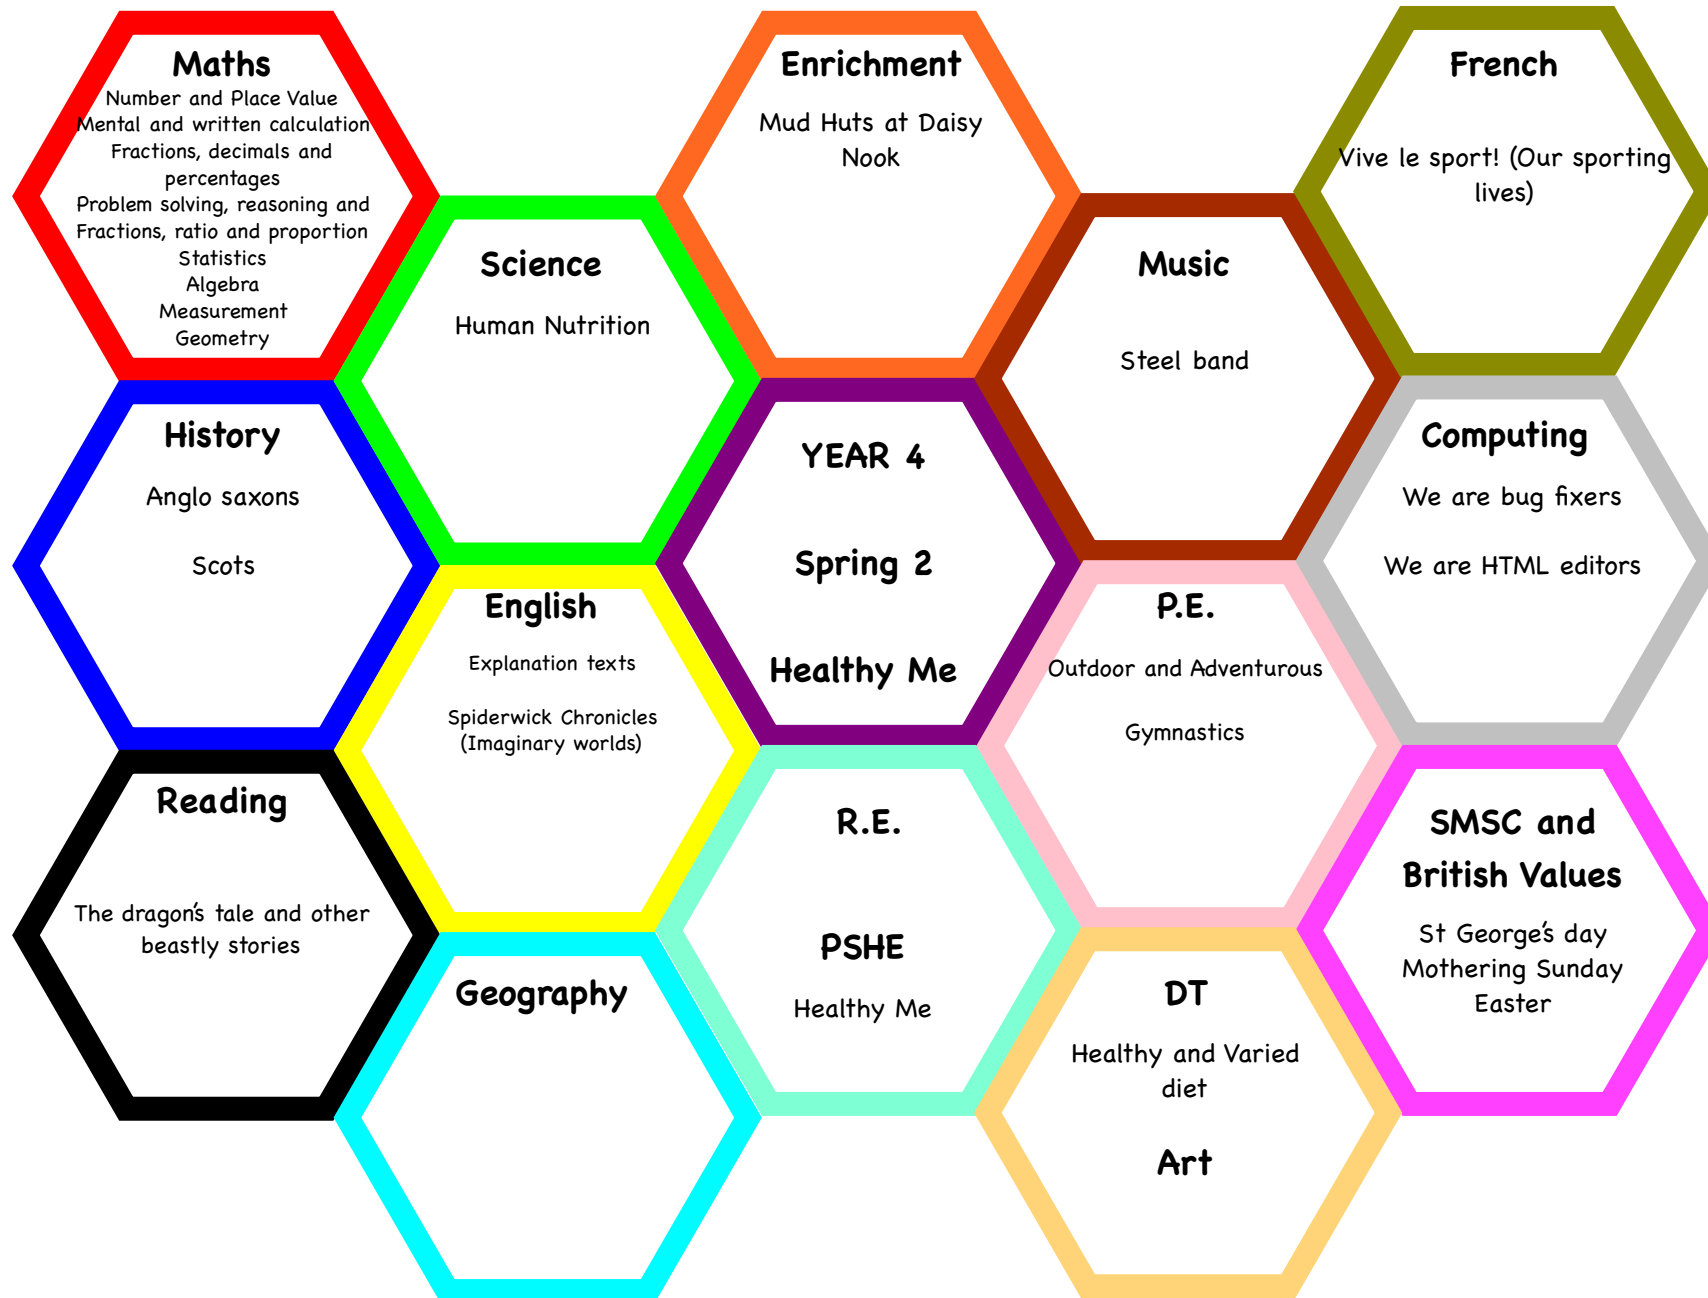 Maths
Number and Place Value
Mental and written calculation
Fractions, decimals and
percentages
Problem solving, reasoning and
Fractions, ratio and proportion
Statistics
Algebra
Measurement
Geometry
Enrichment
Mud Huts at Daisy
Nook
French
Vive le sport! (Our sporting
lives)
Science
Human Nutrition
Music
Steel band
History
Anglo saxons
Scots
YEAR 4
Spring 2
Healthy Me
Computing
We are bug fixers
We are HTML editors
English
Explanation texts
Spiderwick Chronicles
(Imaginary worlds)
P.E.
Outdoor and Adventurous
Gymnastics
Reading
The dragon's tale and other
beastly stories
R.E.
PSHE
Healthy Me
SMSC and
British Values
St George's day
Mothering Sunday
Easter
Geography
DT
Healthy and Varied
diet
Art